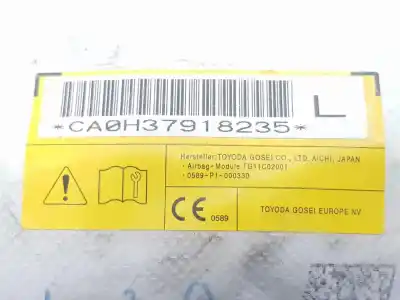 L
*CA0H37918235*
Hersteller: TOYODA GOSEI CO., LTD. AICHI, JAPAN
- Airbag-Module TG11C02001
- 0589-P1-000330
CE 0589
TOYODA GOSEI EUROPE NV